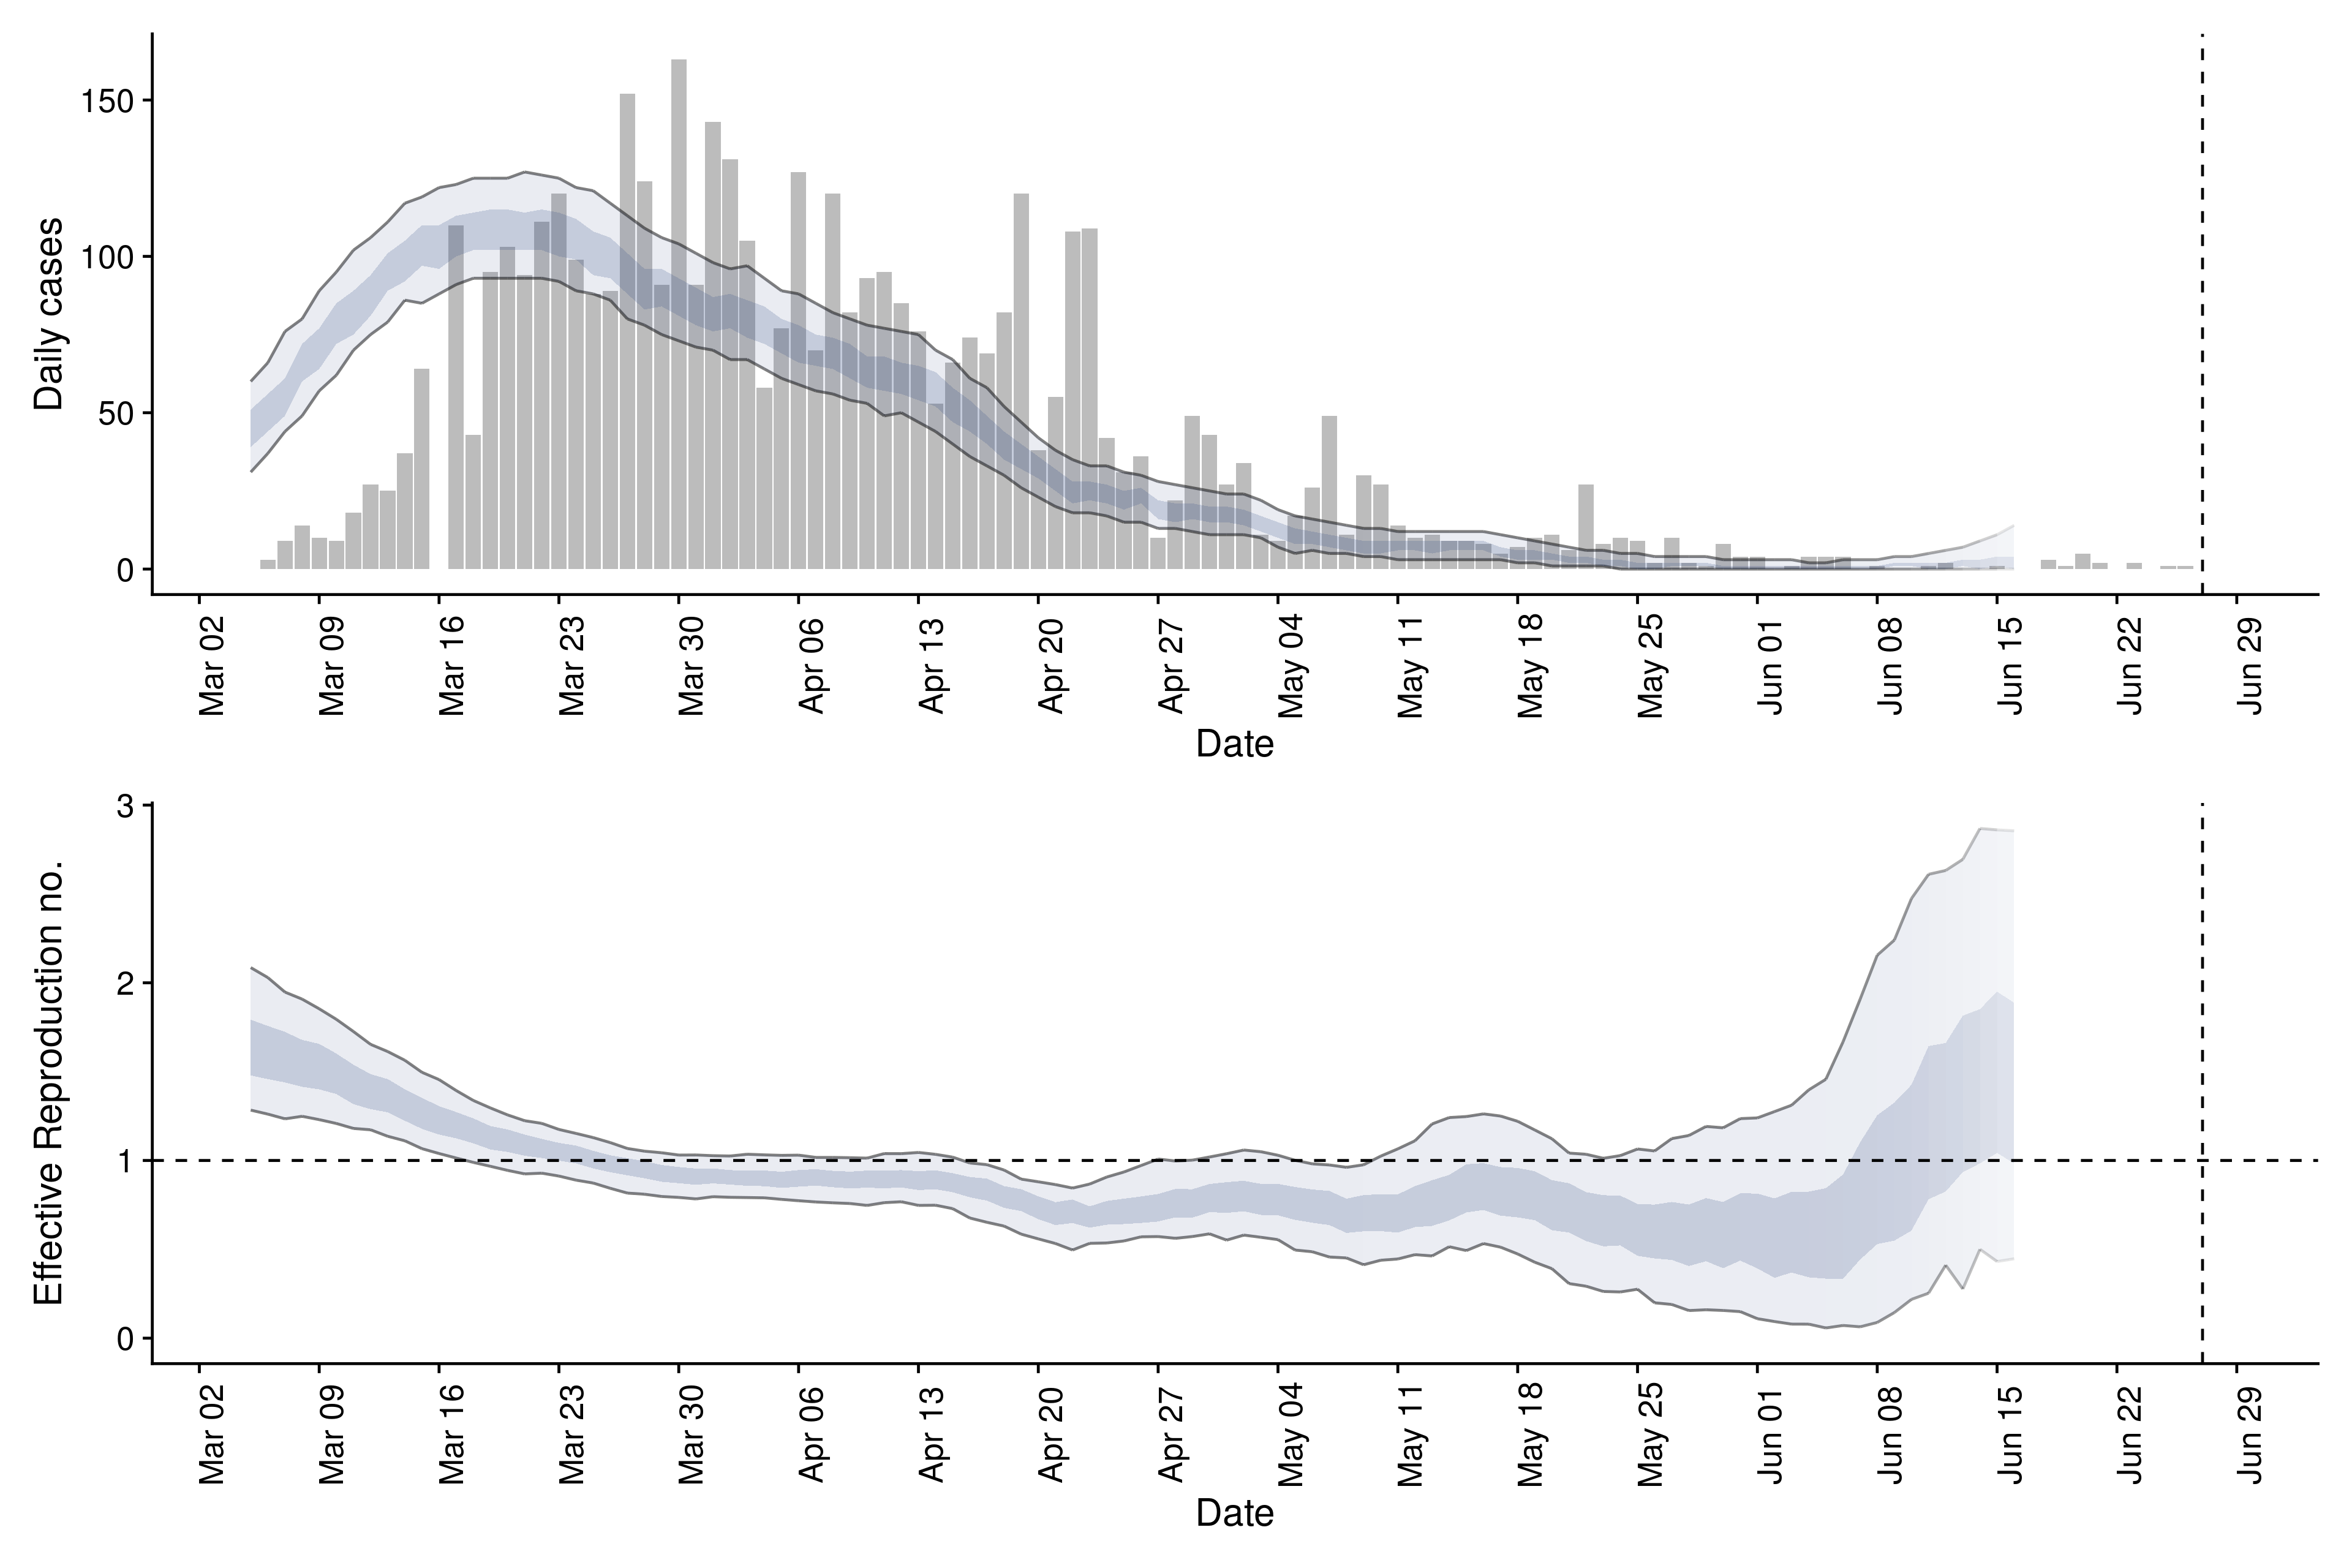 Daily cases
150
100
50
0
Mar 02
Mar 09
Mar 16
Mar 23
Mar 30
Apr 06
Apr 13
Apr 20
Apr 27
May 04
May 11
May 18
May 25
Jun 01
Jun 08
Jun 15
Jun 22
Jun 29
Date
Effective Reproduction no.
3
2
1
0
Mar 02
Mar 09
Mar 16
Mar 23
Mar 30
Apr 06
Apr 13
Apr 20
Apr 27
May 04
May 11
May 18
May 25
Jun 01
Jun 08
Jun 15
Jun 22
Jun 29
Date